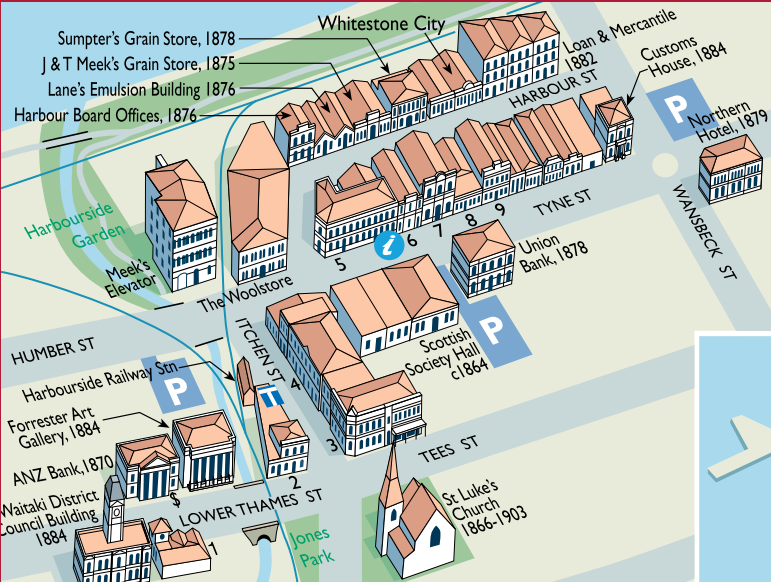 Whitestone City
Sumpter's Grain Store, 1878
J & T Meek's Grain Store, 1875
Lane's Emulsion Building 1876
Harbour Board Offices, 1876
Loan & Mercantile
1882
Customs
House, 1884
HARBOUR ST
P
Northern
Hotel, 1879
Harbourside
Garden
Meek's
Elevator
The Woolstore
5
i
6
7
8
9
TYNE ST
WANSBECK ST
Union
Bank, 1878
HUMBER ST
ITCHEN ST
4
P
Scottish
Society Hall
c1864
Harbourside Railway Stn
P
Forrester Art
Gallery, 1884
ANZ Bank, 1870
$
3
2
TEES ST
Waitaki District
Council Building
1884
LOWER THAMES ST
1
Jones
Park
St Luke's
Church
1866-1903